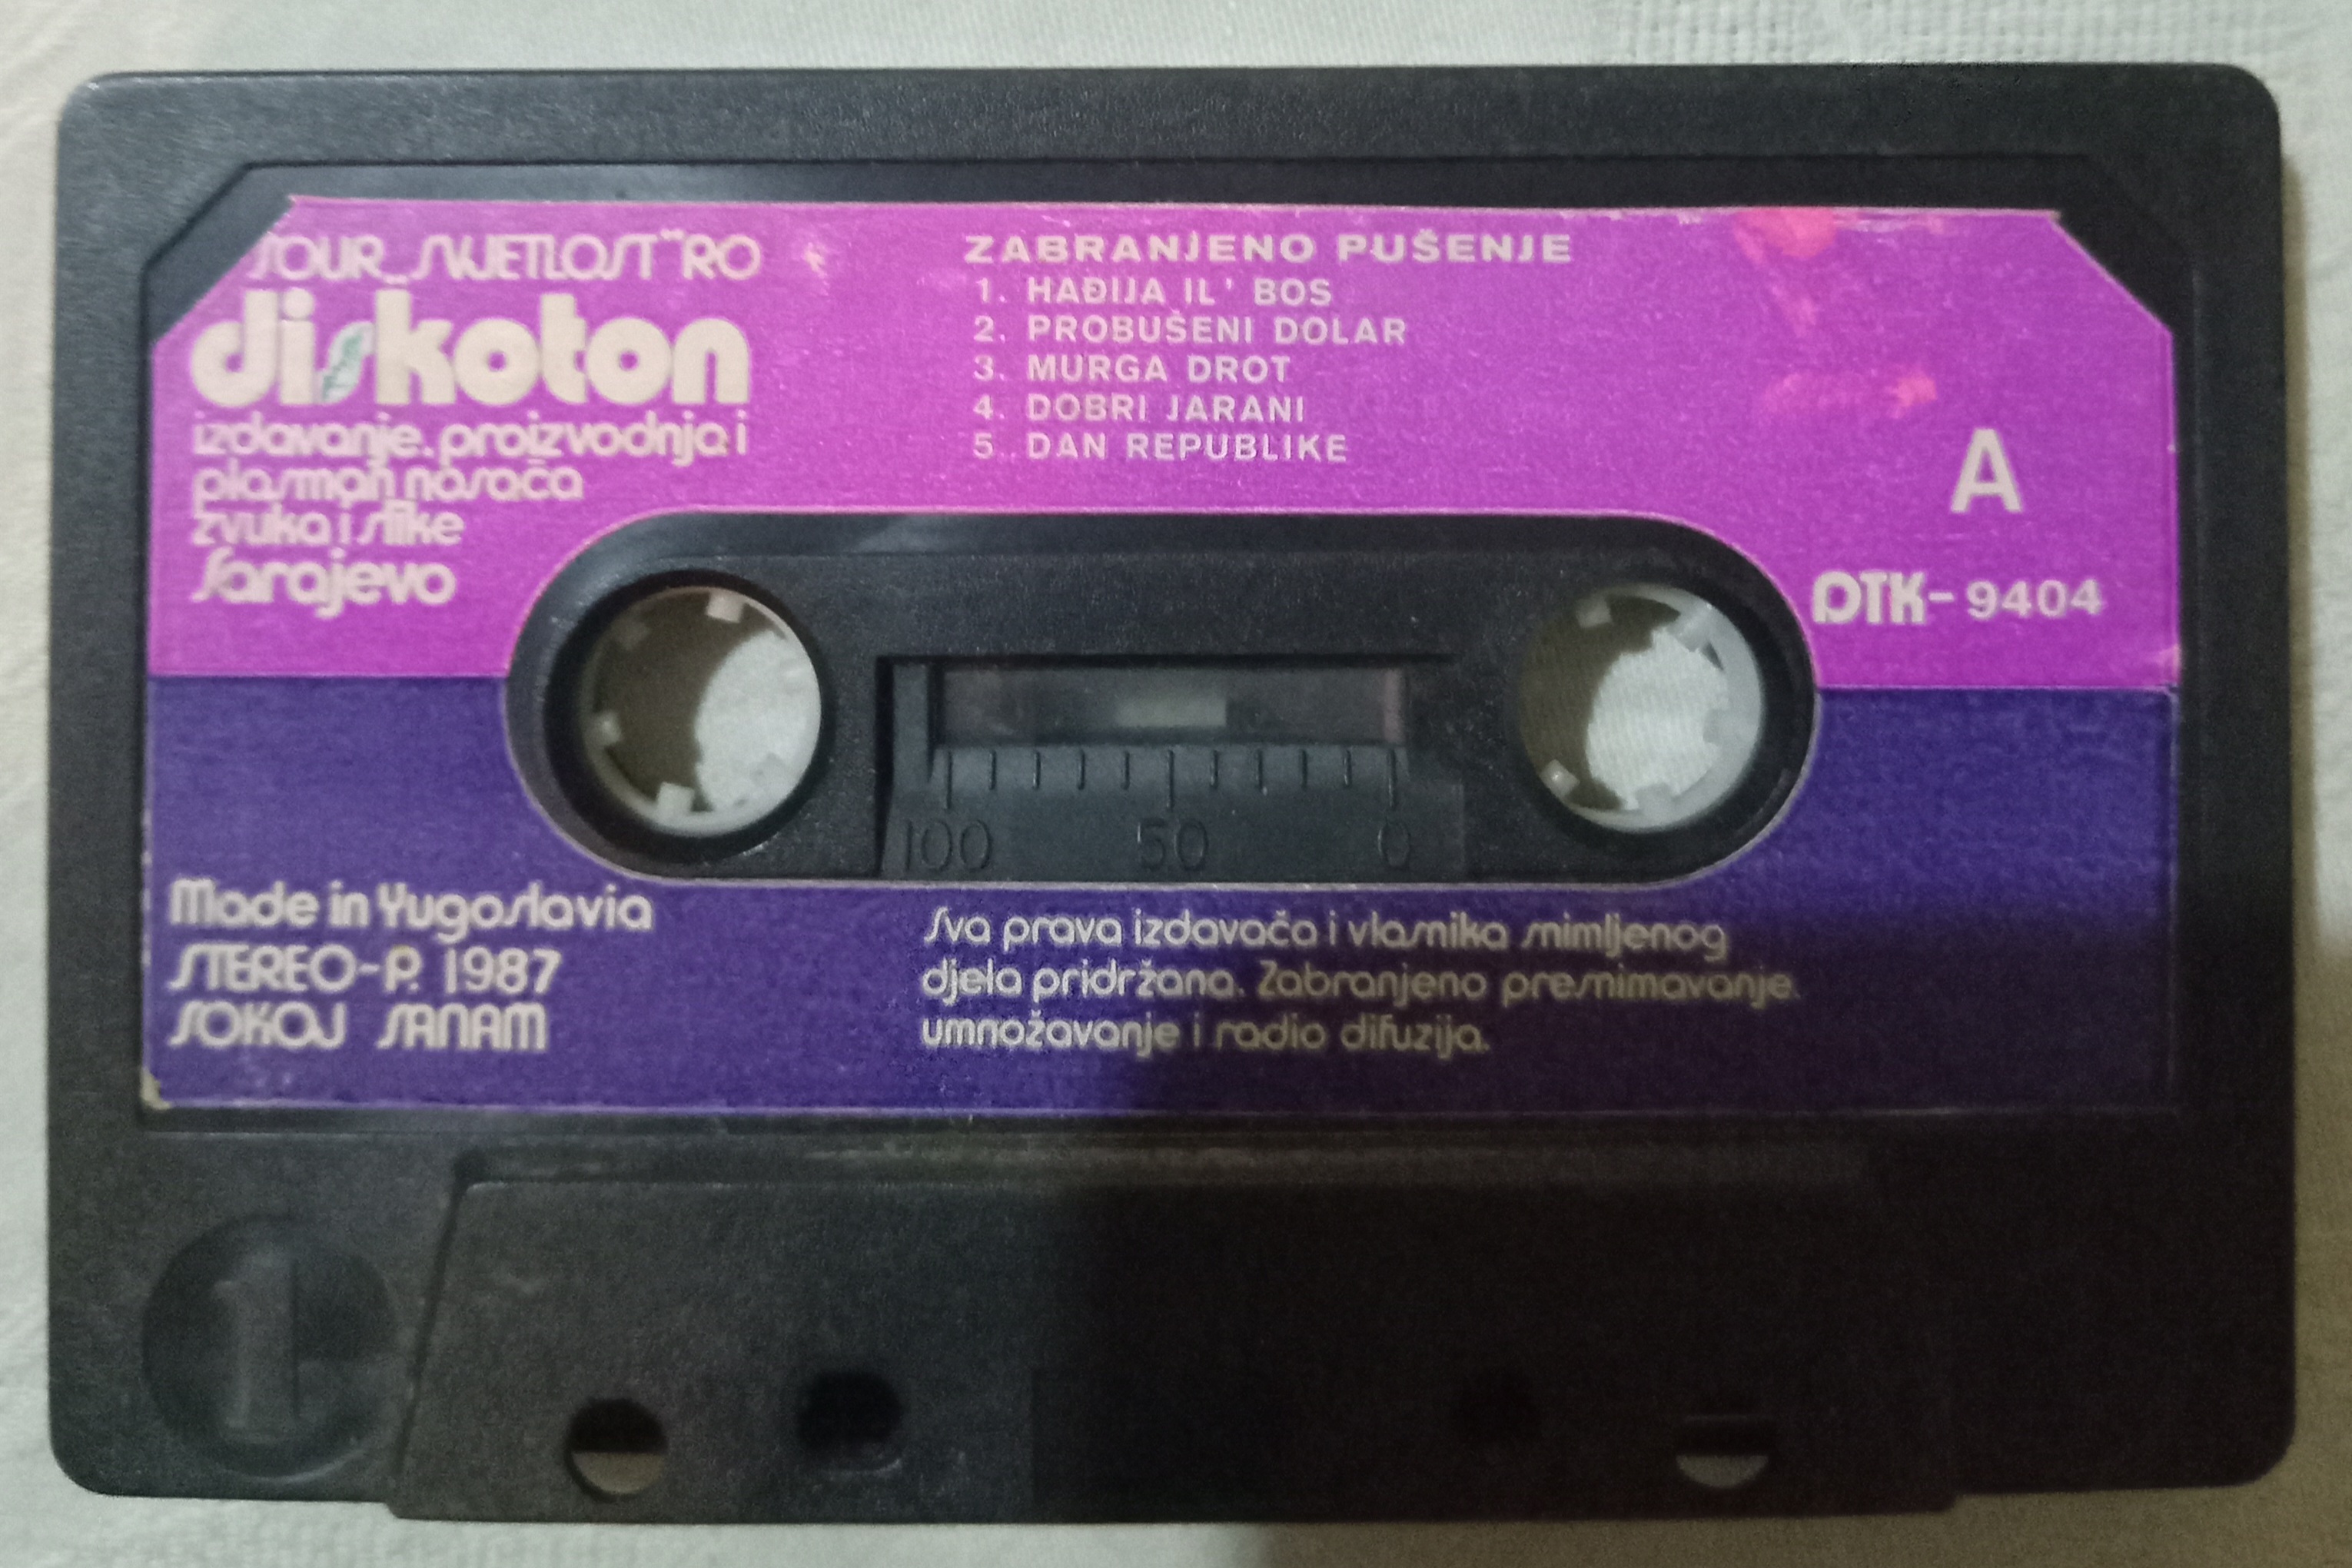 SOUR „SVJETLOST“ RO
diskoton
izdavanje, proizvodnja i
plasman nosača
zvuka i slike
Sarajevo
ZABRANJENO PUŠENJE
1. HAĐIJA IL' BOS
2. PROBUŠENI DOLAR
3. MURGA DROT
4. DOBRI JARANI
5. DAN REPUBLIKE
A
DTK-9404
100 50 0
Made in Yugoslavia
STEREO-P. 1987
SOKOJ SANAM
Sva prava izdavača i vlasnika snimljenog
djela pridržana. Zabranjeno presnimavanje,
umnožavanje i radio difuzija.
1